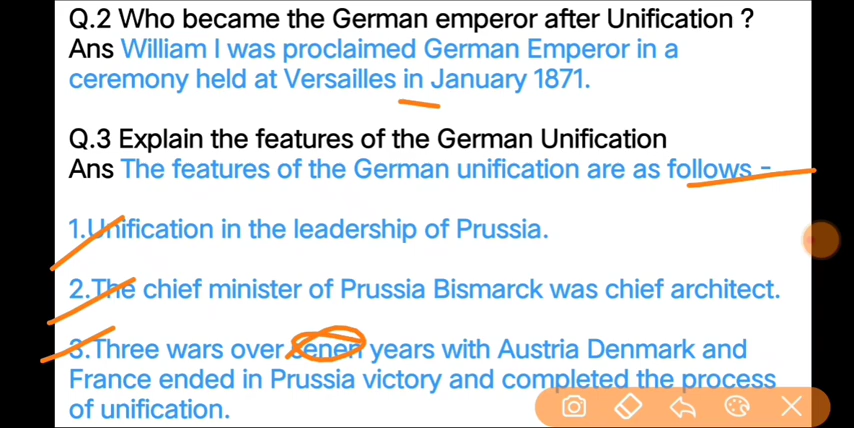 Q.2 Who became the German emperor after Unification ?
Ans William I was proclaimed German Emperor in a
ceremony held at Versailles in January 1871.
Q.3 Explain the features of the German Unification
Ans The features of the German unification are as follows -
1.Unification in the leadership of Prussia.
2.The chief minister of Prussia Bismarck was chief architect.
3.Three wars over senen years with Austria Denmark and
France ended in Prussia victory and completed the process
of unification.